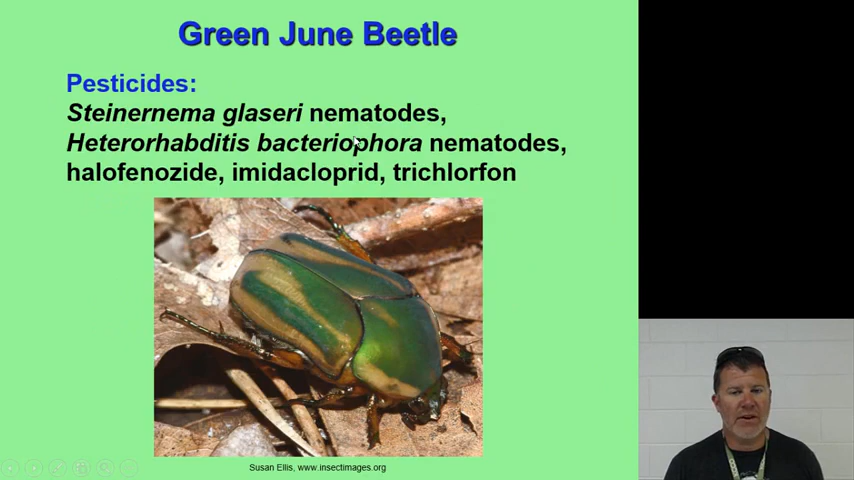 Green June Beetle
Pesticides:
Steinernema glaseri nematodes,
Heterorhabditis bacteriophora nematodes,
halofenozide, imidacloprid, trichlorfon
Susan Ellis, www.insectimages.org